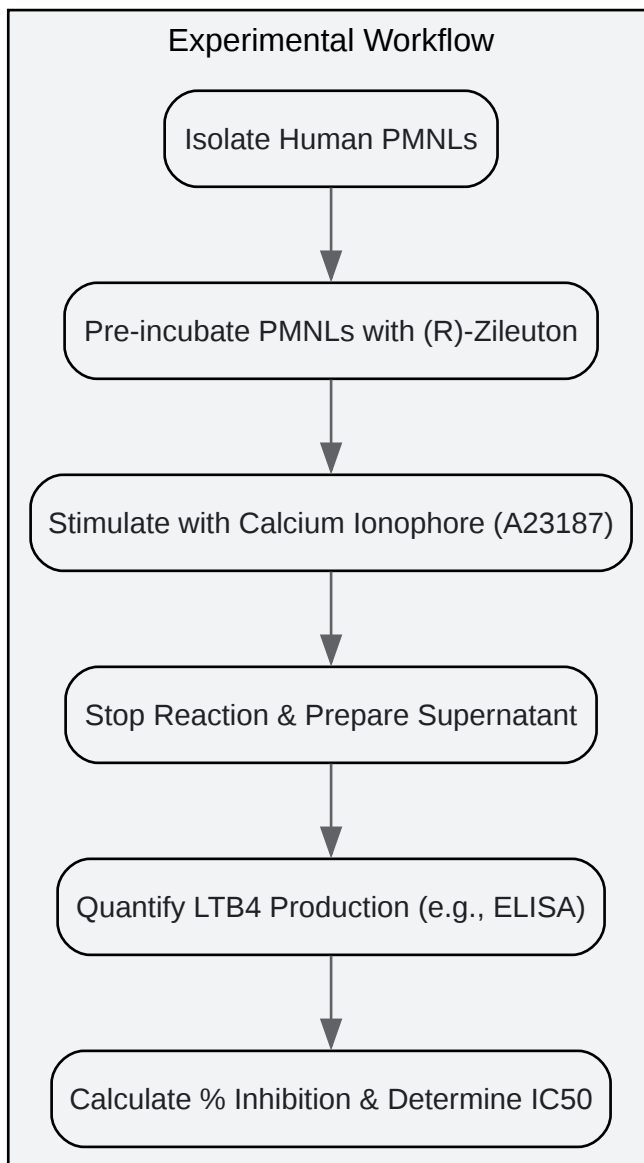 Experimental Workflow
Isolate Human PMNLs
Pre-incubate PMNLs with (R)-Zileuton
Stimulate with Calcium Ionophore (A23187)
Stop Reaction & Prepare Supernatant
Quantify LTB4 Production (e.g., ELISA)
Calculate % Inhibition & Determine IC50